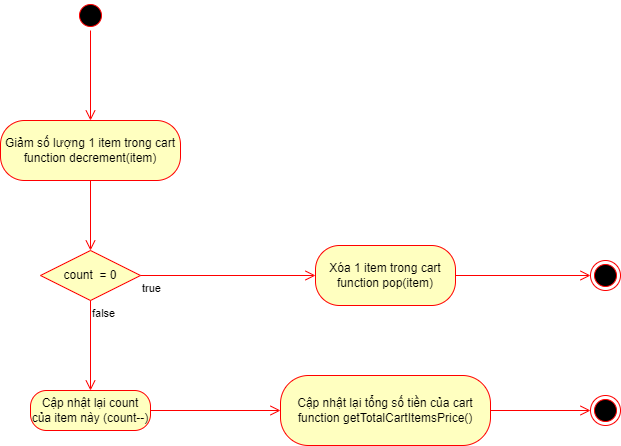 Giảm số lượng 1 item trong cart
function decrement(item)
count = 0
true
false
Xóa 1 item trong cart
function pop(item)
Cập nhật lại count
của item này (count--)
Cập nhật lại tổng số tiền của cart
function getTotalCartItemsPrice()